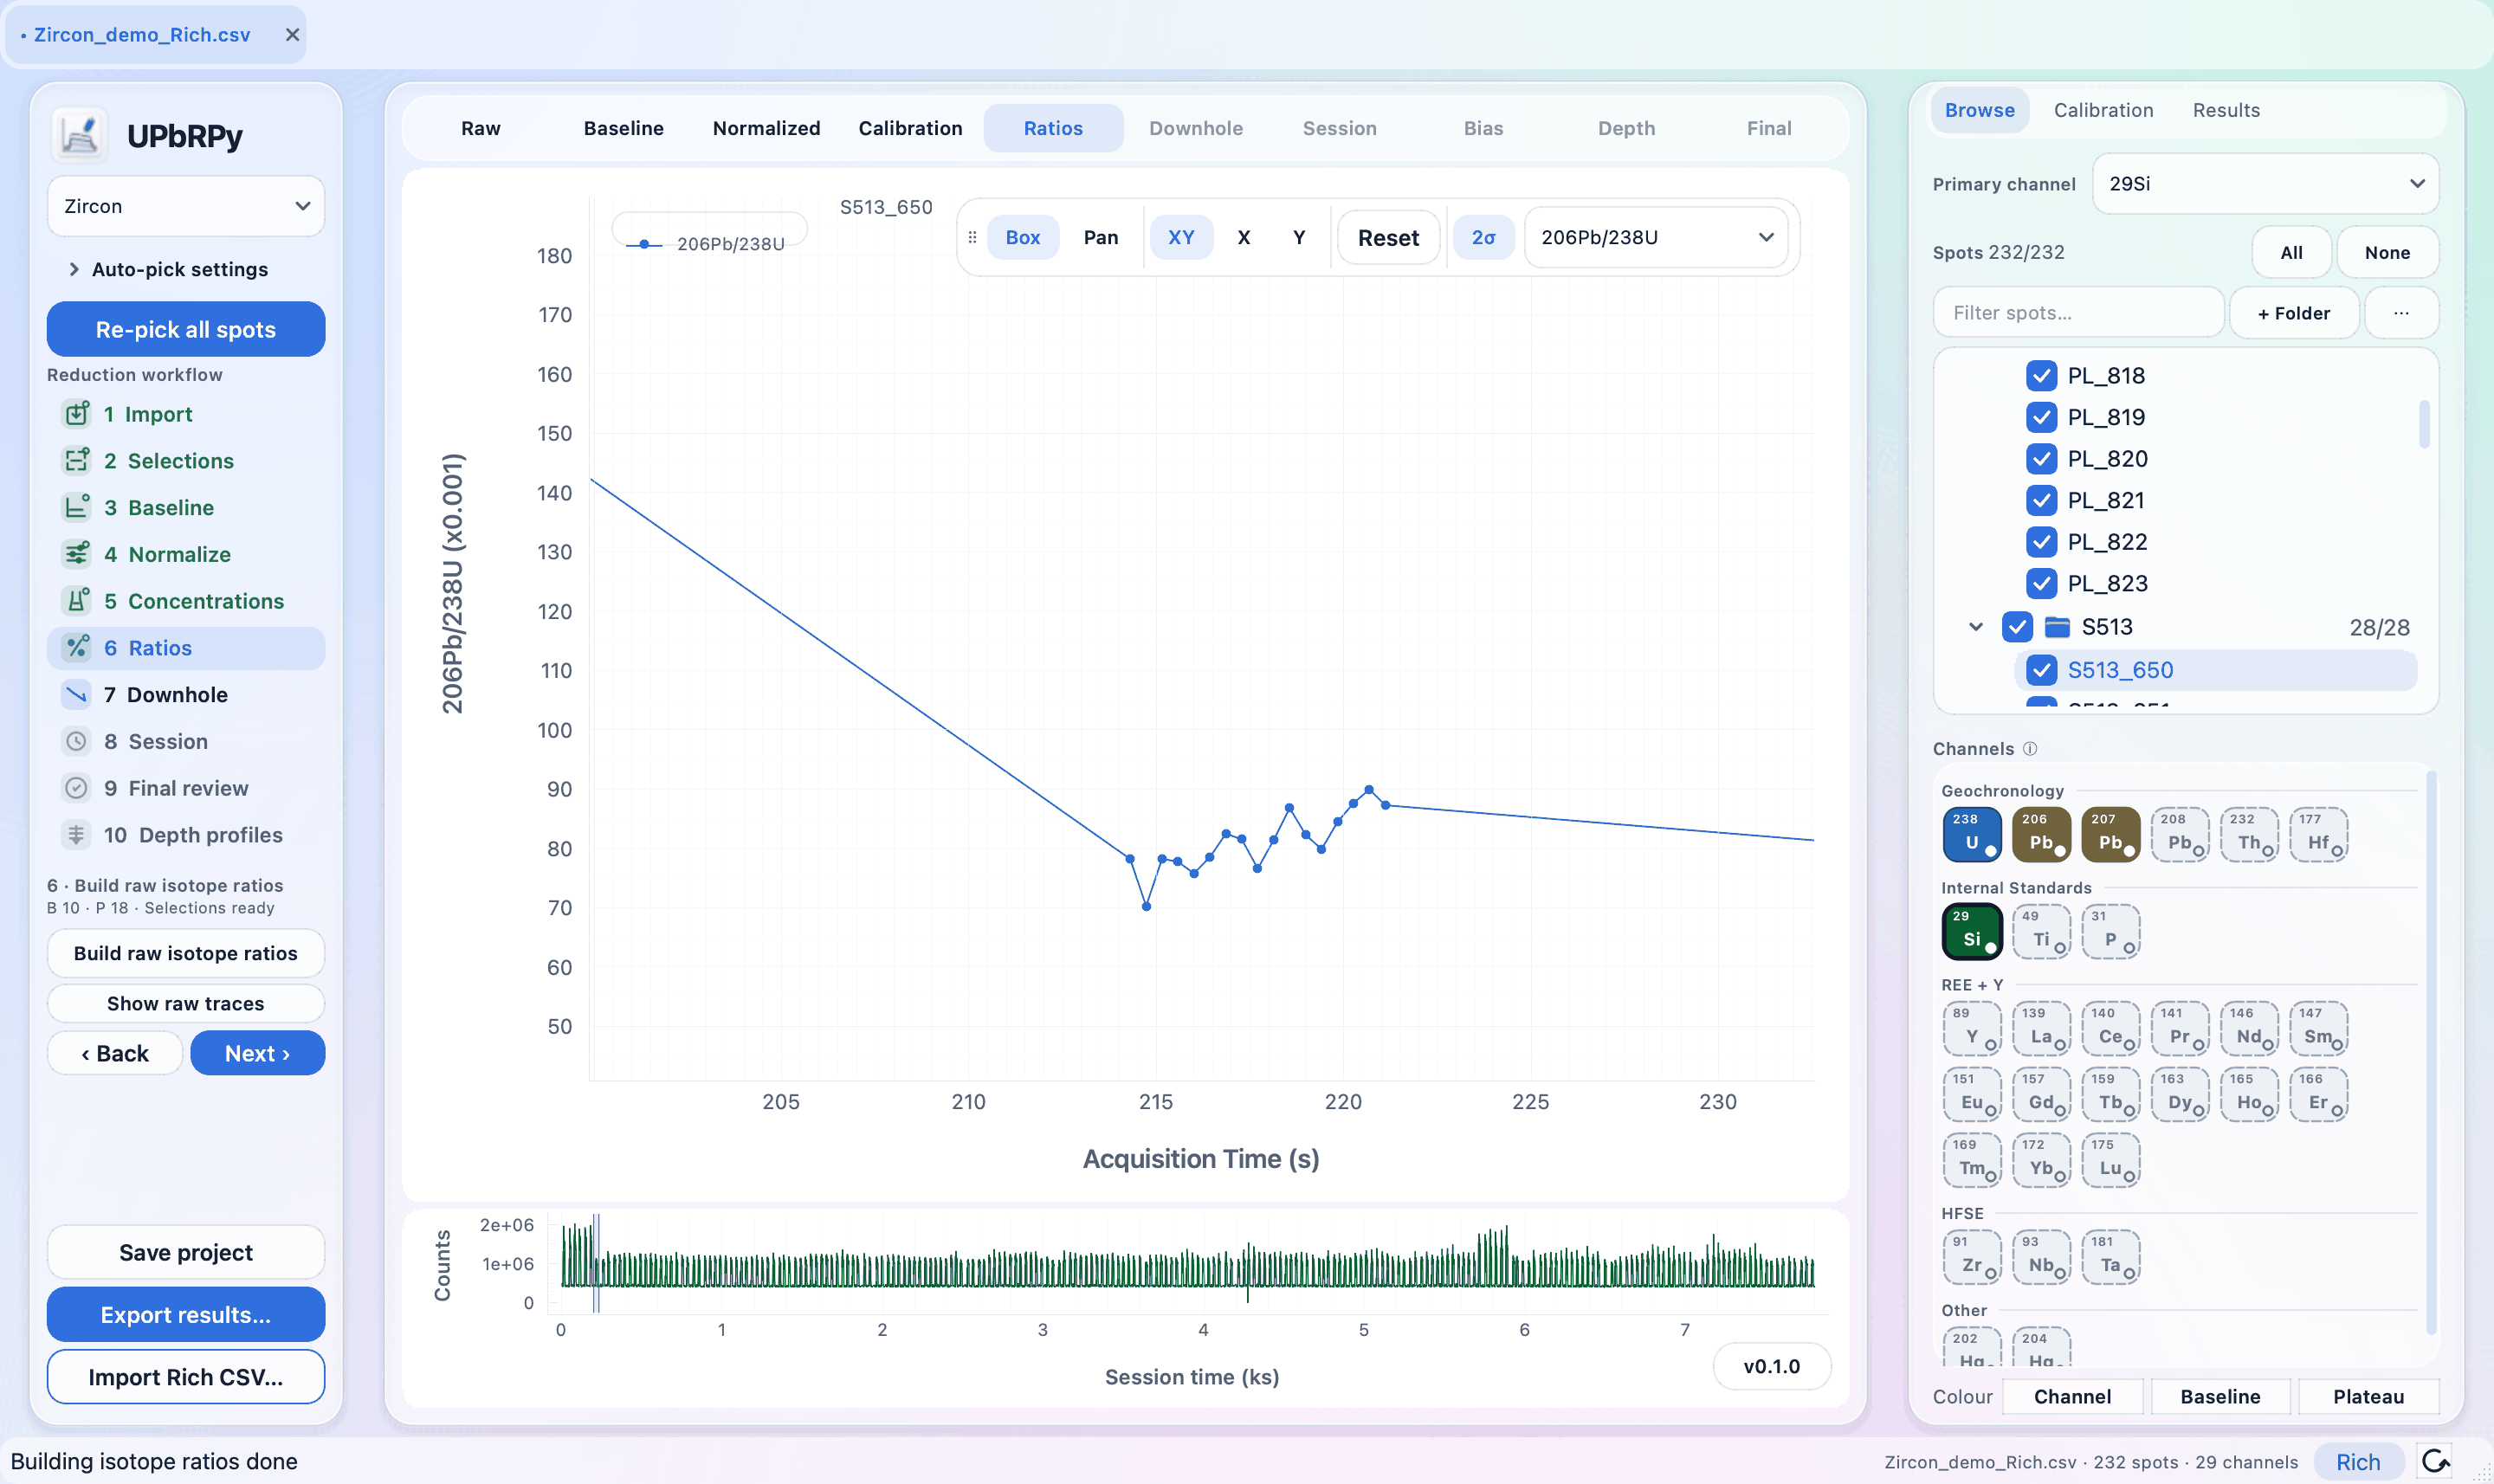 • Zircon_demo_Rich.csv ×
UPbRPy
Zircon
Auto-pick settings
Re-pick all spots
Reduction workflow
1 Import
2 Selections
3 Baseline
4 Normalize
5 Concentrations
6 Ratios
7 Downhole
8 Session
9 Final review
10 Depth profiles
6 · Build raw isotope ratios
B 10 · P 18 · Selections ready
Build raw isotope ratios
Show raw traces
‹ Back Next ›
Save project
Export results...
Import Rich CSV...
Raw Baseline Normalized Calibration Ratios Downhole Session Bias Depth Final
S513_650
206Pb/238U
Box Pan XY X Y Reset 2σ 206Pb/238U
206Pb/238U (x0.001)
180
170
160
150
140
130
120
110
100
90
80
70
60
50
205 210 215 220 225 230
Acquisition Time (s)
Counts
2e+06
1e+06
0
0 1 2 3 4 5 6 7
Session time (ks)
v0.1.0
Browse Calibration Results
Primary channel 29Si
Spots 232/232 All None
Filter spots... + Folder ...
PL_818
PL_819
PL_820
PL_821
PL_822
PL_823
S513 28/28
S513_650
Channels ⓘ
Geochronology
238 U 206 Pb 207 Pb 208 Pb 232 Th 177 Hf
Internal Standards
29 Si 49 Ti 31 P
REE + Y
89 Y 139 La 140 Ce 141 Pr 146 Nd 147 Sm
151 Eu 157 Gd 159 Tb 163 Dy 165 Ho 166 Er
169 Tm 172 Yb 175 Lu
HFSE
91 Zr 93 Nb 181 Ta
Other
202 Hg 204 Hg
Colour Channel Baseline Plateau
Building isotope ratios done
Zircon_demo_Rich.csv · 232 spots · 29 channels Rich